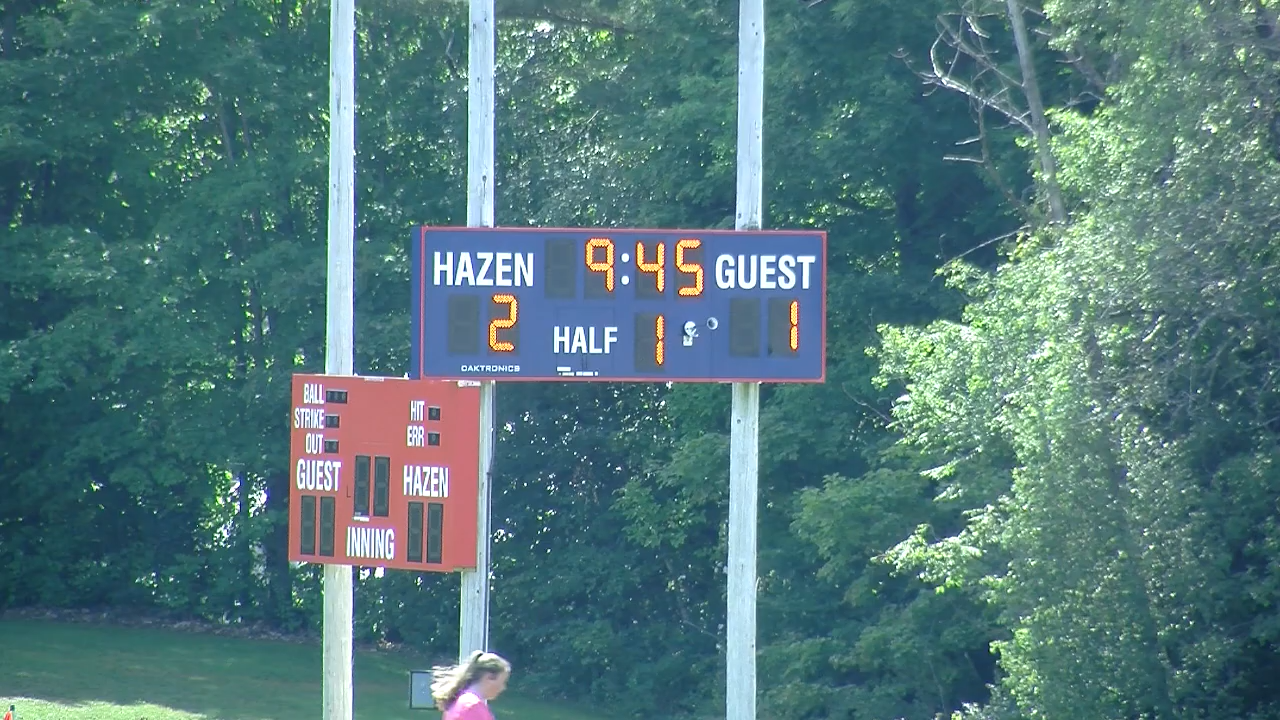 HAZEN 9:45 GUEST
2 HALF 1 1
DAKTRONICS
BALL
HIT
STRIKE
ERR
OUT
GUEST HAZEN
INNING